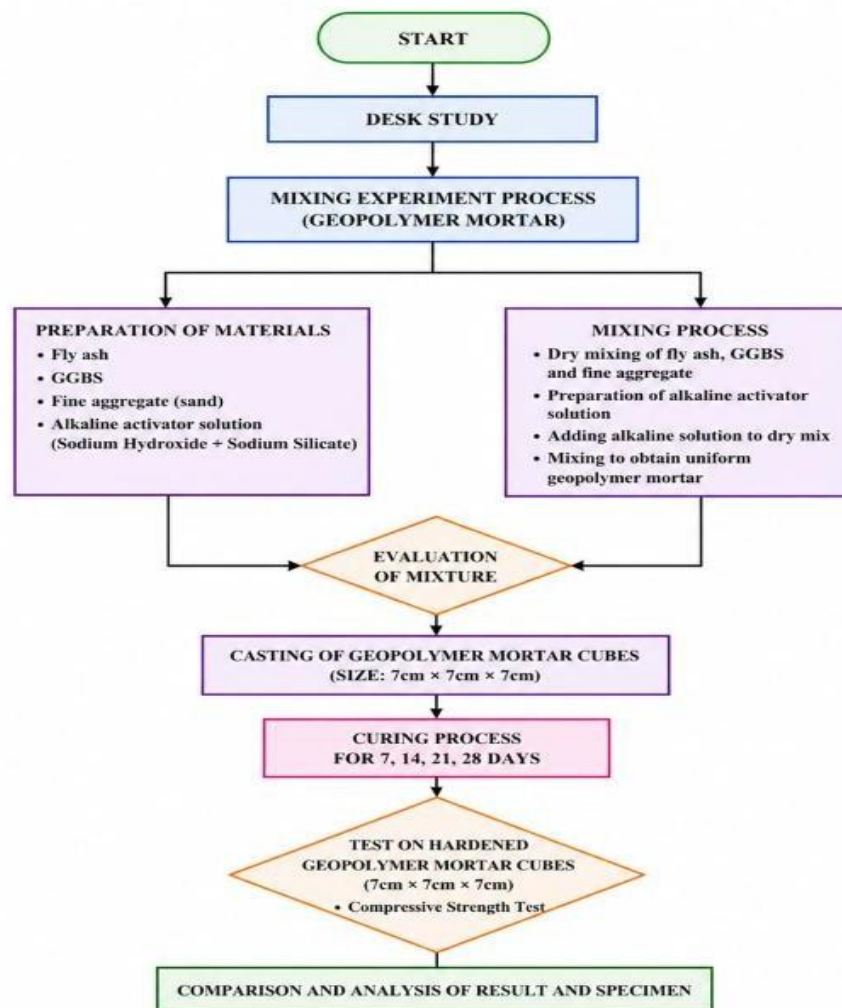 START
DESK STUDY
MIXING EXPERIMENT PROCESS
(GEOPOLYMER MORTAR)
PREPARATION OF MATERIALS
• Fly ash
• GGBS
• Fine aggregate (sand)
• Alkaline activator solution
(Sodium Hydroxide + Sodium Silicate)
MIXING PROCESS
• Dry mixing of fly ash, GGBS
and fine aggregate
• Preparation of alkaline activator
solution
• Adding alkaline solution to dry mix
• Mixing to obtain uniform
geopolymer mortar
EVALUATION
OF MIXTURE
CASTING OF GEOPOLYMER MORTAR CUBES
(SIZE: 7cm × 7cm × 7cm)
CURING PROCESS
FOR 7, 14, 21, 28 DAYS
TEST ON HARDENED
GEOPOLYMER MORTAR CUBES
(7cm × 7cm × 7cm)
• Compressive Strength Test
COMPARISON AND ANALYSIS OF RESULT AND SPECIMEN